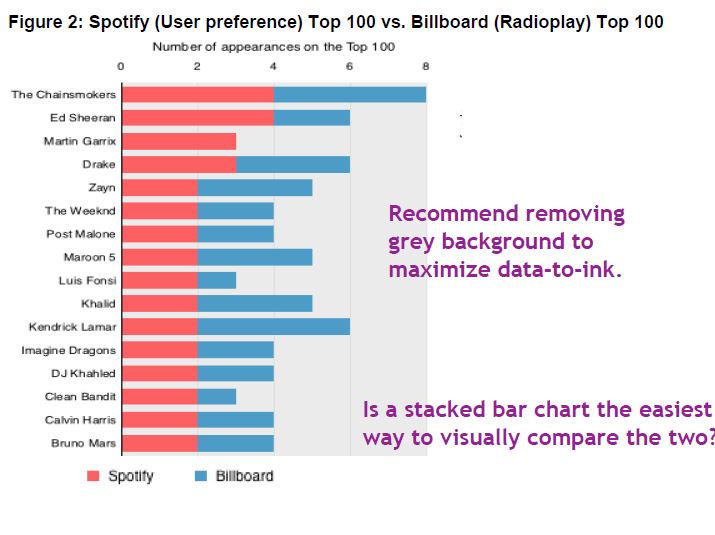 Figure 2: Spotify (User preference) Top 100 vs. Billboard (Radioplay) Top 100
Number of appearances on the Top 100
0 2 4 6 8
The Chainsmokers
Ed Sheeran
Martin Garrix
Drake
Zayn
The Weeknd
Post Malone
Maroon 5
Luis Fonsi
Khalid
Kendrick Lamar
Imagine Dragons
DJ Khahled
Clean Bandit
Calvin Harris
Bruno Mars
Recommend removing
grey background to
maximize data-to-ink.
Is a stacked bar chart the easiest
way to visually compare the two?
Spotify Billboard